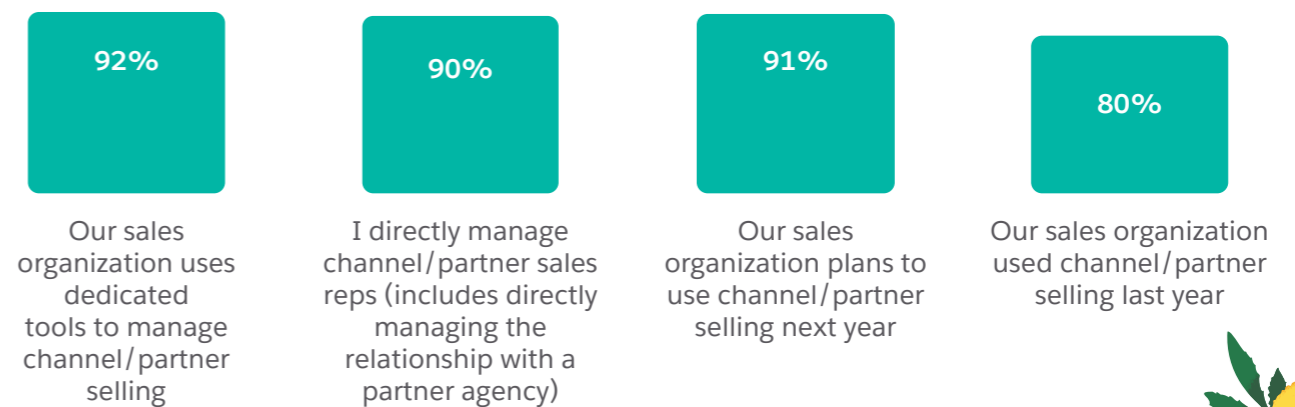 92%
Our sales
organization uses
dedicated
tools to manage
channel/partner
selling
90%
I directly manage
channel/partner sales
reps (includes directly
managing the
relationship with a
partner agency)
91%
Our sales
organization plans to
use channel/partner
selling next year
80%
Our sales organization
used channel/partner
selling last year